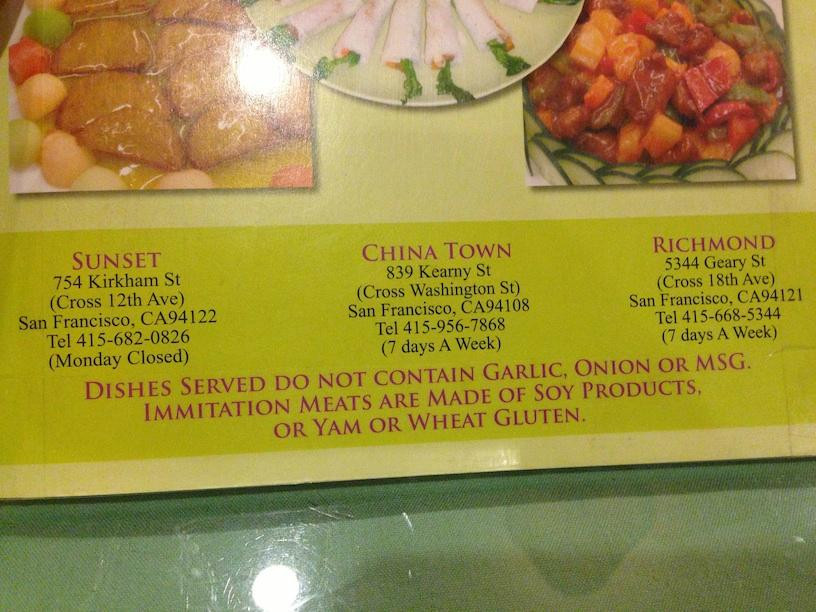 SUNSET
754 Kirkham St
(Cross 12th Ave)
San Francisco, CA94122
Tel 415-682-0826
(Monday Closed)
CHINA TOWN
839 Kearny St
(Cross Washington St)
San Francisco, CA94108
Tel 415-956-7868
(7 days A Week)
RICHMOND
5344 Geary St
(Cross 18th Ave)
San Francisco, CA94121
Tel 415-668-5344
(7 days A Week)
DISHES SERVED DO NOT CONTAIN GARLIC, ONION OR MSG.
IMMITATION MEATS ARE MADE OF SOY PRODUCTS,
OR YAM OR WHEAT GLUTEN.